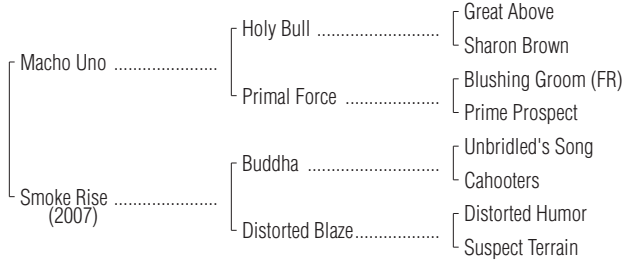 Great Above
Holy Bull ........................
Sharon Brown
Macho Uno ....................
Blushing Groom (FR)
Primal Force ..................
Prime Prospect
Unbridled's Song
Buddha .........................
Cahooters
Smoke Rise ....................
(2007)
Distorted Humor
Distorted Blaze................
Suspect Terrain